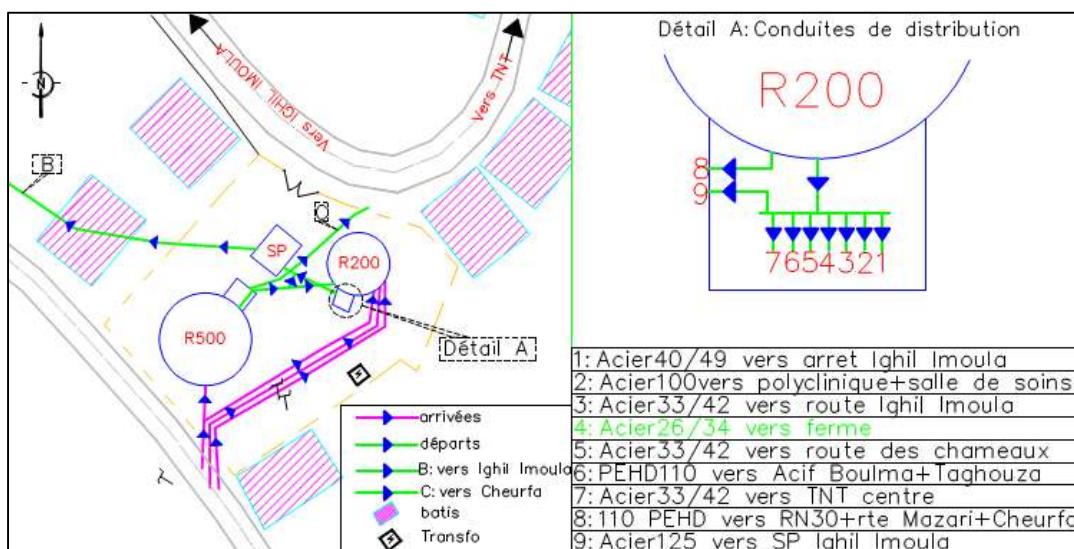 N
Vers IGHIL IMOULA
Vers TNT
B
C
SP
R200
R500
Détail A
arrivées
départs
B: vers Ighil Imoula
C: vers Cheurfa
batis
Transfo
Détail A: Conduites de distribution
R200
8
9
7654321
1: Acier40/49 vers arret Ighil Imoula
2: Acier100vers polyclinique+salle de soins
3: Acier33/42 vers route Ighil Imoula
4: Acier26/34 vers ferme
5: Acier33/42 vers route des chameaux
6: PEHD110 vers Acif Boulma+Taghouza
7: Acier33/42 vers TNT centre
8: 110 PEHD vers RN30+rte Mazari+Cheurfa
9: Acier125 vers SP Ighil Imoula